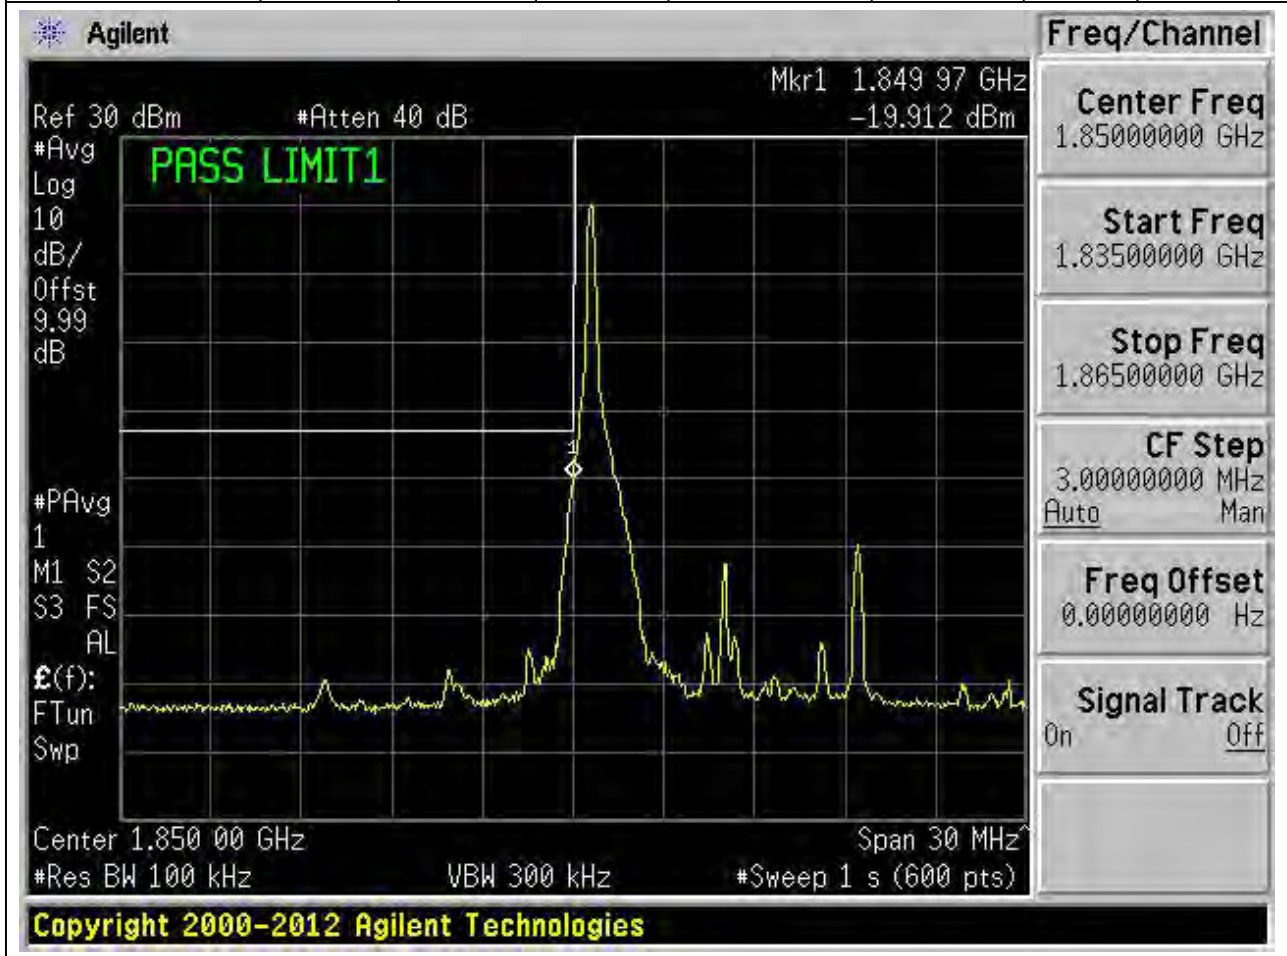 Agilent
Freq/Channel
Mkr1 1.849 97 GHz
Ref 30 dBm #Atten 40 dB -19.912 dBm
#Avg
Log
10
dB/
Offst
9.99
dB
PASS LIMIT1
1
#PAvg
1
M1 S2
S3 FS
AL
£(f):
FTun
Swp
Center 1.850 00 GHz Span 30 MHz^
#Res BW 100 kHz VBW 300 kHz #Sweep 1 s (600 pts)
Copyright 2000-2012 Agilent Technologies
Center Freq
1.85000000 GHz
Start Freq
1.83500000 GHz
Stop Freq
1.86500000 GHz
CF Step
3.00000000 MHz
Auto Man
Freq Offset
0.00000000 Hz
Signal Track
On Off